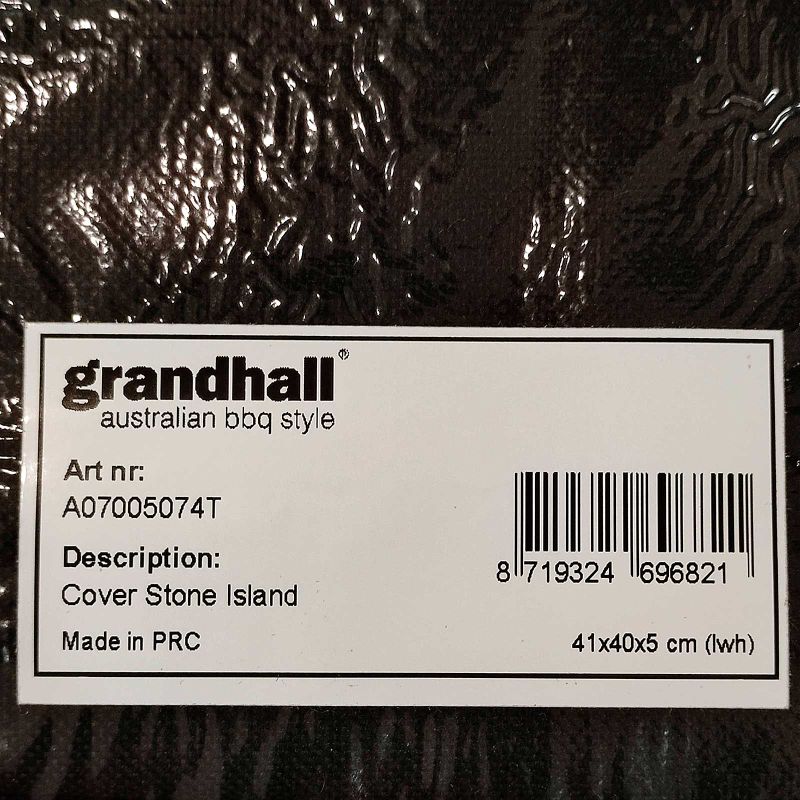 grandhall®
australian bbq style
Art nr:
A07005074T
Description:
Cover Stone Island
Made in PRC
8 719324 696821
41x40x5 cm (lwh)